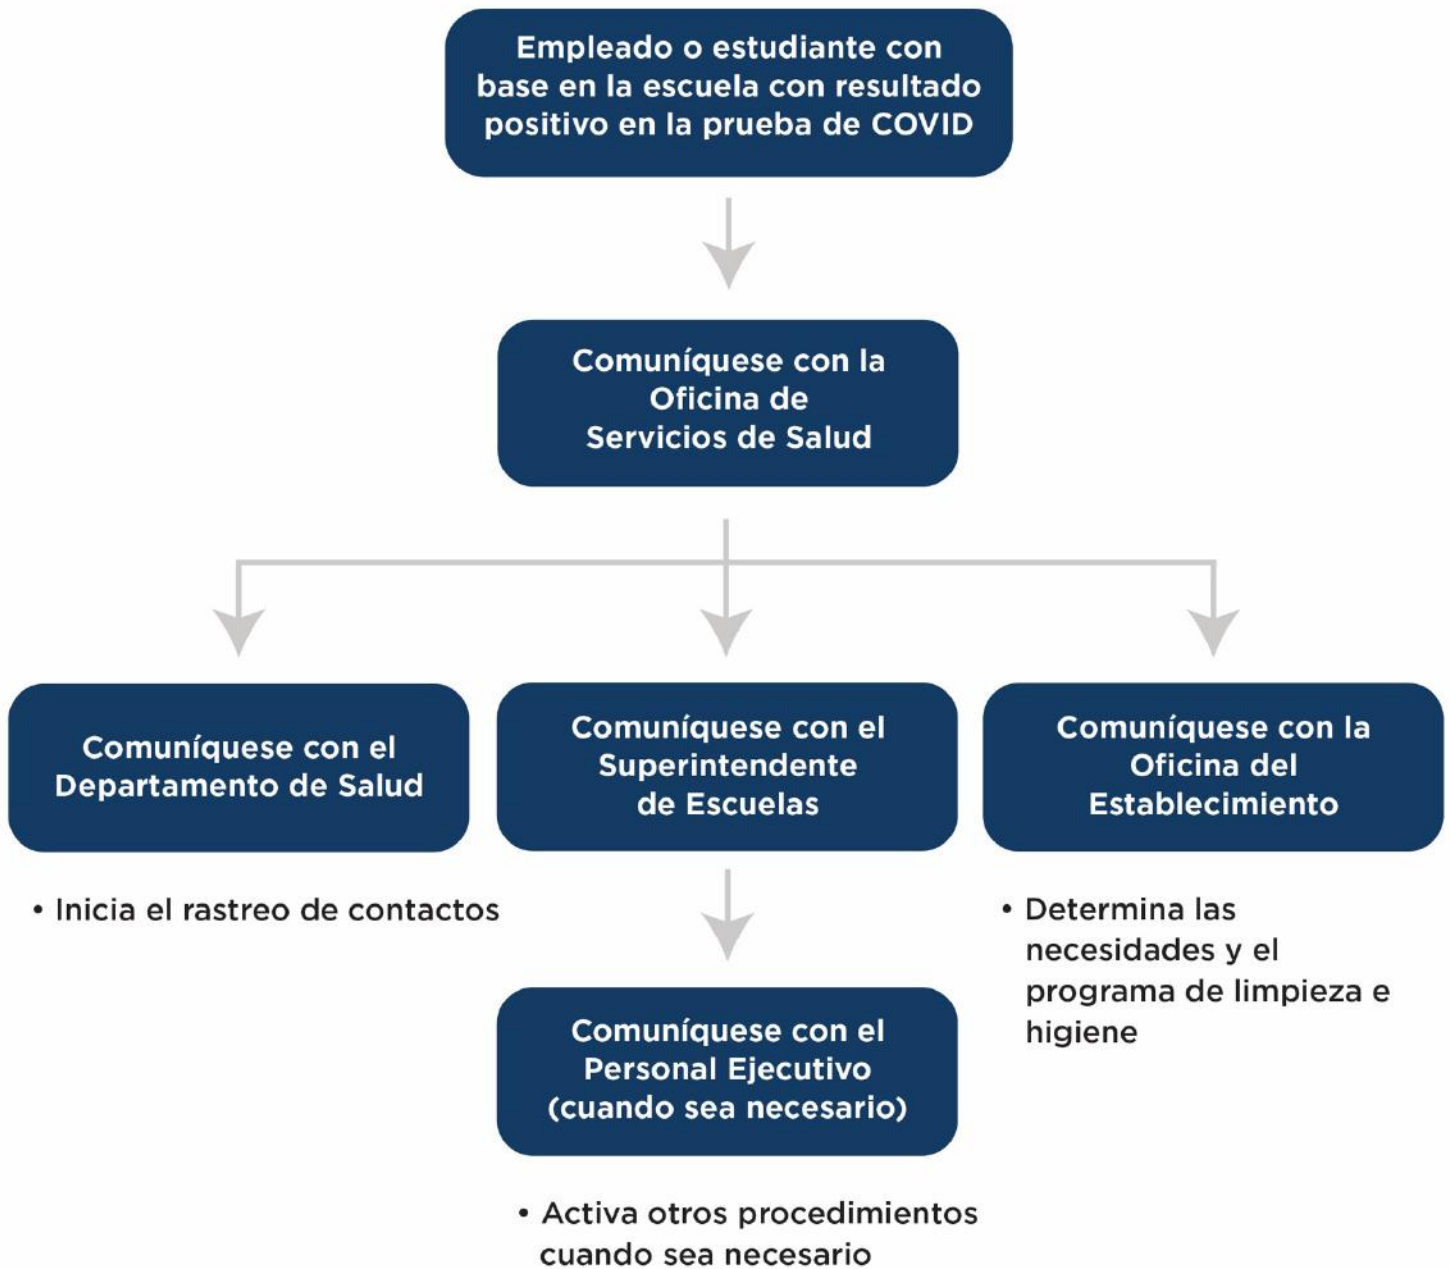 Empleado o estudiante con
base en la escuela con resultado
positivo en la prueba de COVID
Comuníquese con la
Oficina de
Servicios de Salud
Comuníquese con el
Departamento de Salud
• Inicia el rastreo de contactos
Comuníquese con el
Superintendente
de Escuelas
Comuníquese con el
Personal Ejecutivo
(cuando sea necesario)
• Activa otros procedimientos
cuando sea necesario
Comuníquese con la
Oficina del
Establecimiento
• Determina las
necesidades y el
programa de limpieza e
higiene